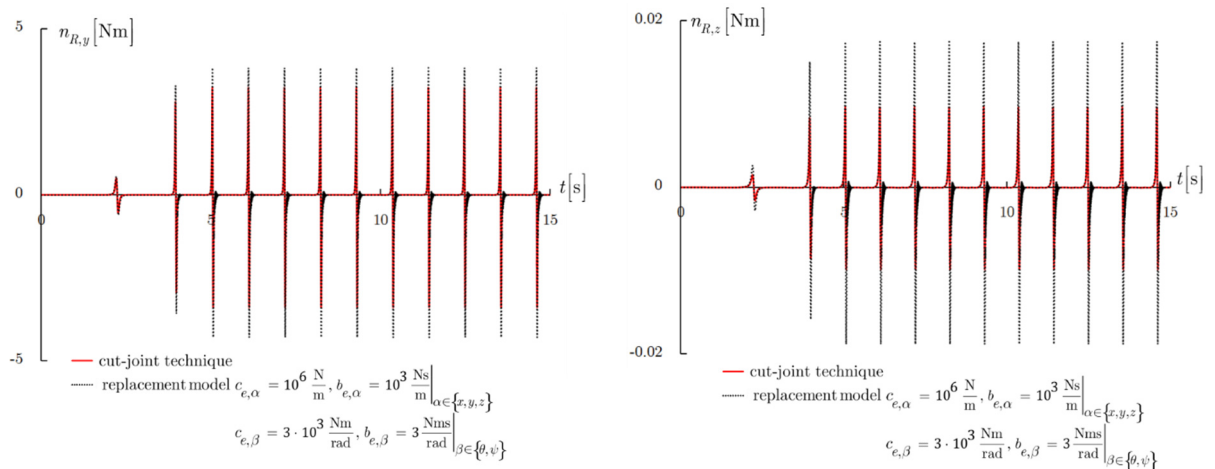 5
n_{R,y} [Nm]
0
0
5
10
15
t[s]
-5
cut-joint technique
replacement model c_{e,α} = 10^6 N/m, b_{e,α} = 10^3 Ns/m |_{α∈{x,y,z}}
c_{e,β} = 3 · 10^3 Nm/rad, b_{e,β} = 3 Nms/rad |_{β∈{θ,ψ}}
0.02
n_{R,z} [Nm]
0
0
5
10
15
t[s]
-0.02
cut-joint technique
replacement model c_{e,α} = 10^6 N/m, b_{e,α} = 10^3 Ns/m |_{α∈{x,y,z}}
c_{e,β} = 3 · 10^3 Nm/rad, b_{e,β} = 3 Nms/rad |_{β∈{θ,ψ}}